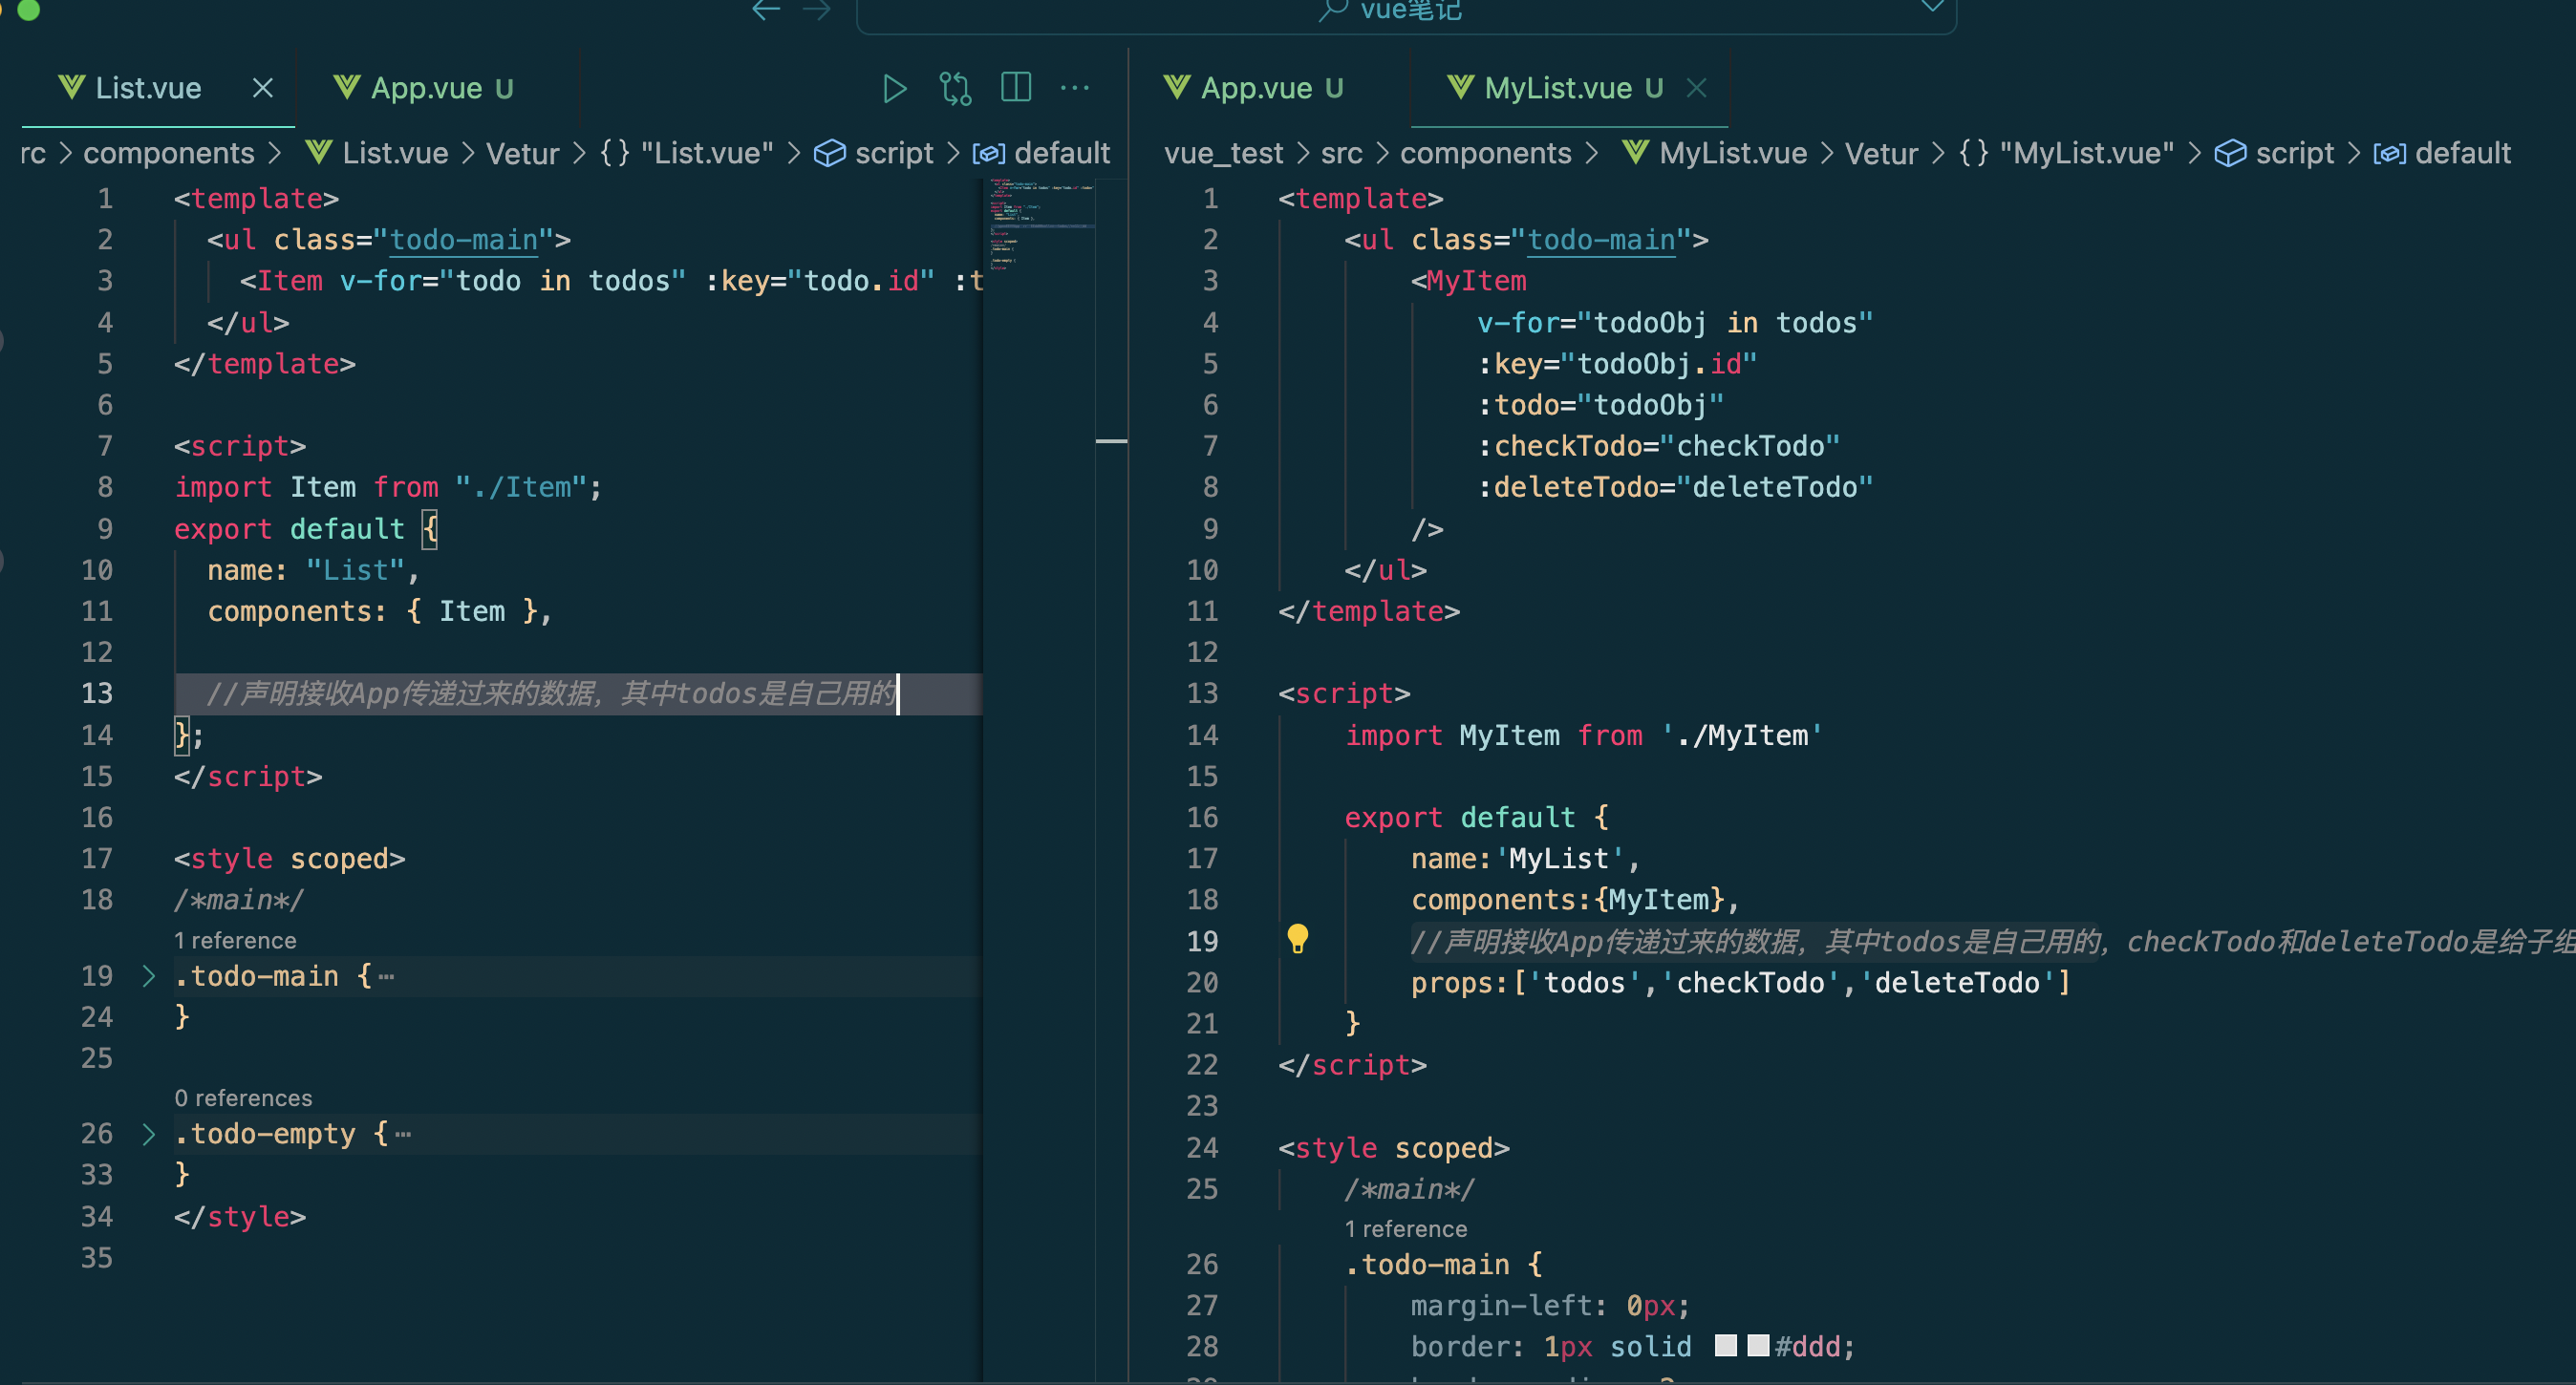 vue笔记
List.vue
App.vue U
rc > components > List.vue > Vetur > {} "List.vue" > script > default
1 <template>
2 <ul class="todo-main">
3 <Item v-for="todo in todos" :key="todo.id" :t
4 </ul>
5 </template>
6
7 <script>
8 import Item from "./Item";
9 export default {
10 name: "List",
11 components: { Item },
12
13 //声明接收App传递过来的数据，其中todos是自己用的
14 };
15 </script>
16
17 <style scoped>
18 /*main*/
1 reference
19 .todo-main {…
24 }
25
0 references
26 .todo-empty {…
33 }
34 </style>
35
App.vue U
MyList.vue U
vue_test > src > components > MyList.vue > Vetur > {} "MyList.vue" > script > default
1 <template>
2 <ul class="todo-main">
3 <MyItem
4 v-for="todoObj in todos"
5 :key="todoObj.id"
6 :todo="todoObj"
7 :checkTodo="checkTodo"
8 :deleteTodo="deleteTodo"
9 />
10 </ul>
11 </template>
12
13 <script>
14 import MyItem from './MyItem'
15
16 export default {
17 name:'MyList',
18 components:{MyItem},
19 //声明接收App传递过来的数据，其中todos是自己用的，checkTodo和deleteTodo是给子组
20 props:['todos','checkTodo','deleteTodo']
21 }
22 </script>
23
24 <style scoped>
25 /*main*/
1 reference
26 .todo-main {
27 margin-left: 0px;
28 border: 1px solid #ddd;